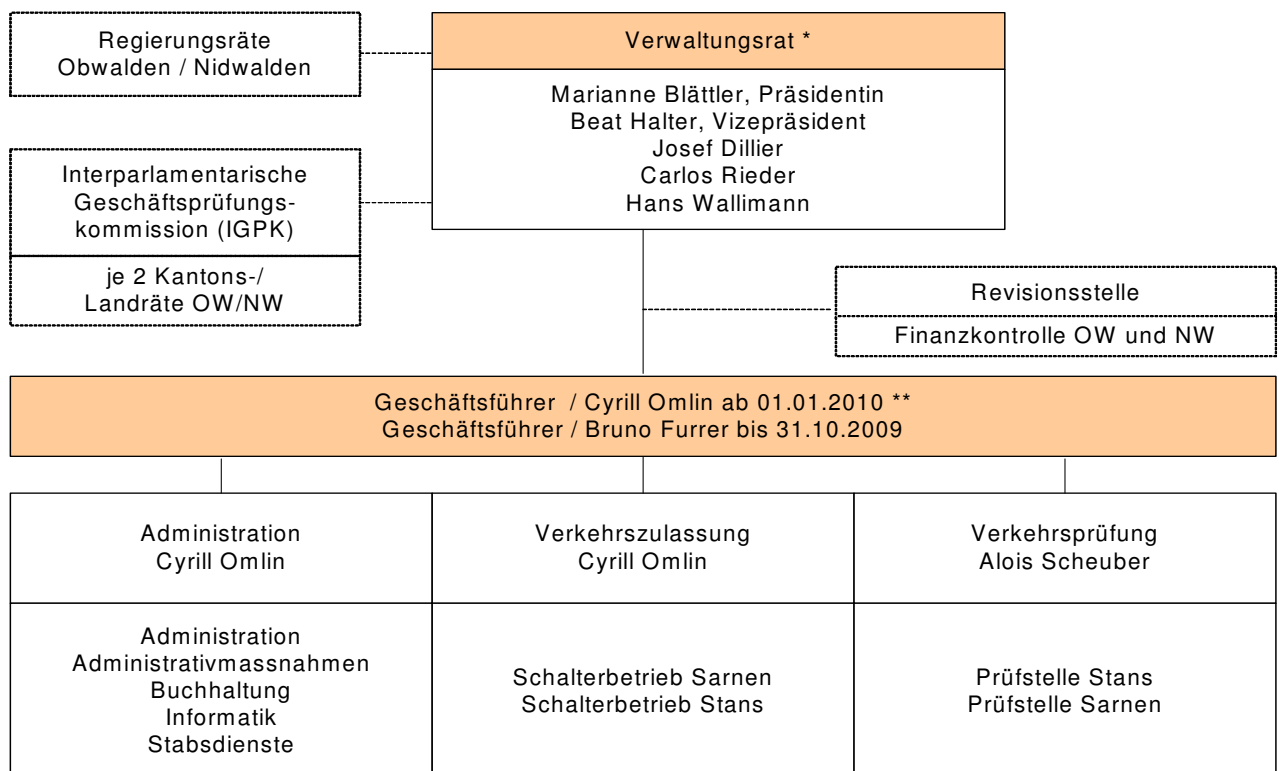 Regierungsräte
Obwalden / Nidwalden
Verwaltungsrat *
Marianne Blättler, Präsidentin
Beat Halter, Vizepräsident
Josef Dillier
Carlos Rieder
Hans Wallimann
Interparlamentarische
Geschäftsprüfungs-
kommission (IGPK)
je 2 Kantons-/
Landräte OW/NW
Revisionsstelle
Finanzkontrolle OW und NW
Geschäftsführer / Cyrill Omlin ab 01.01.2010 **
Geschäftsführer / Bruno Furrer bis 31.10.2009
Administration
Cyrill Omlin
Verkehrszulassung
Cyrill Omlin
Verkehrsprüfung
Alois Scheuber
Administration
Administrativmassnahmen
Buchhaltung
Informatik
Stabsdienste
Schalterbetrieb Sarnen
Schalterbetrieb Stans
Prüfstelle Stans
Prüfstelle Sarnen